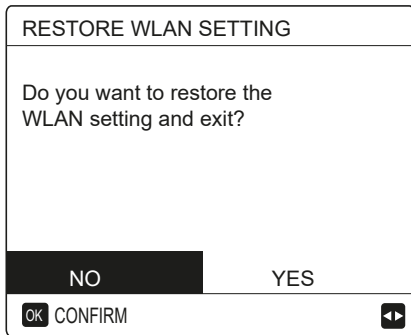 RESTORE WLAN SETTING
Do you want to restore the
WLAN setting and exit?
NO YES
OK CONFIRM